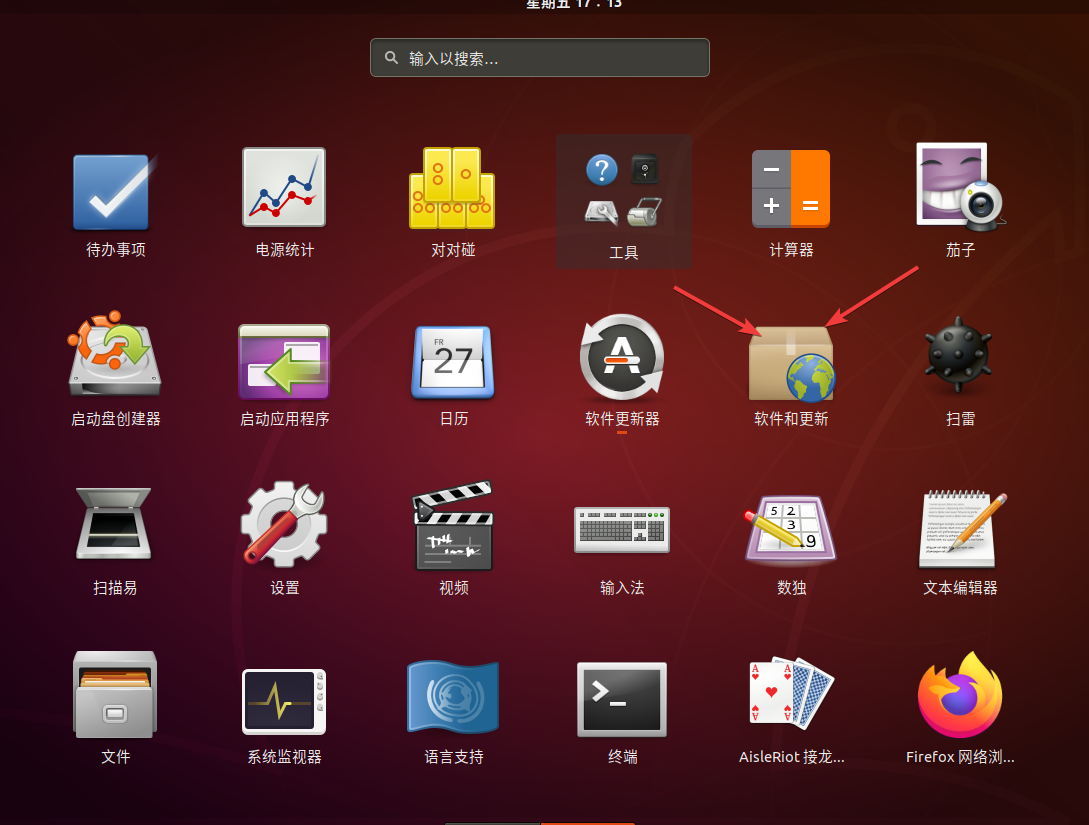 星期五 17：13
输入以搜索...
待办事项
电源统计
对对碰
工具
计算器
茄子
启动盘创建器
启动应用程序
FR
27
日历
软件更新器
软件和更新
扫雷
扫描易
设置
视频
输入法
5 2
3
9
数独
文本编辑器
文件
系统监视器
语言支持
终端
A
A
A
A
AisleRiot 接龙...
Firefox 网络浏...